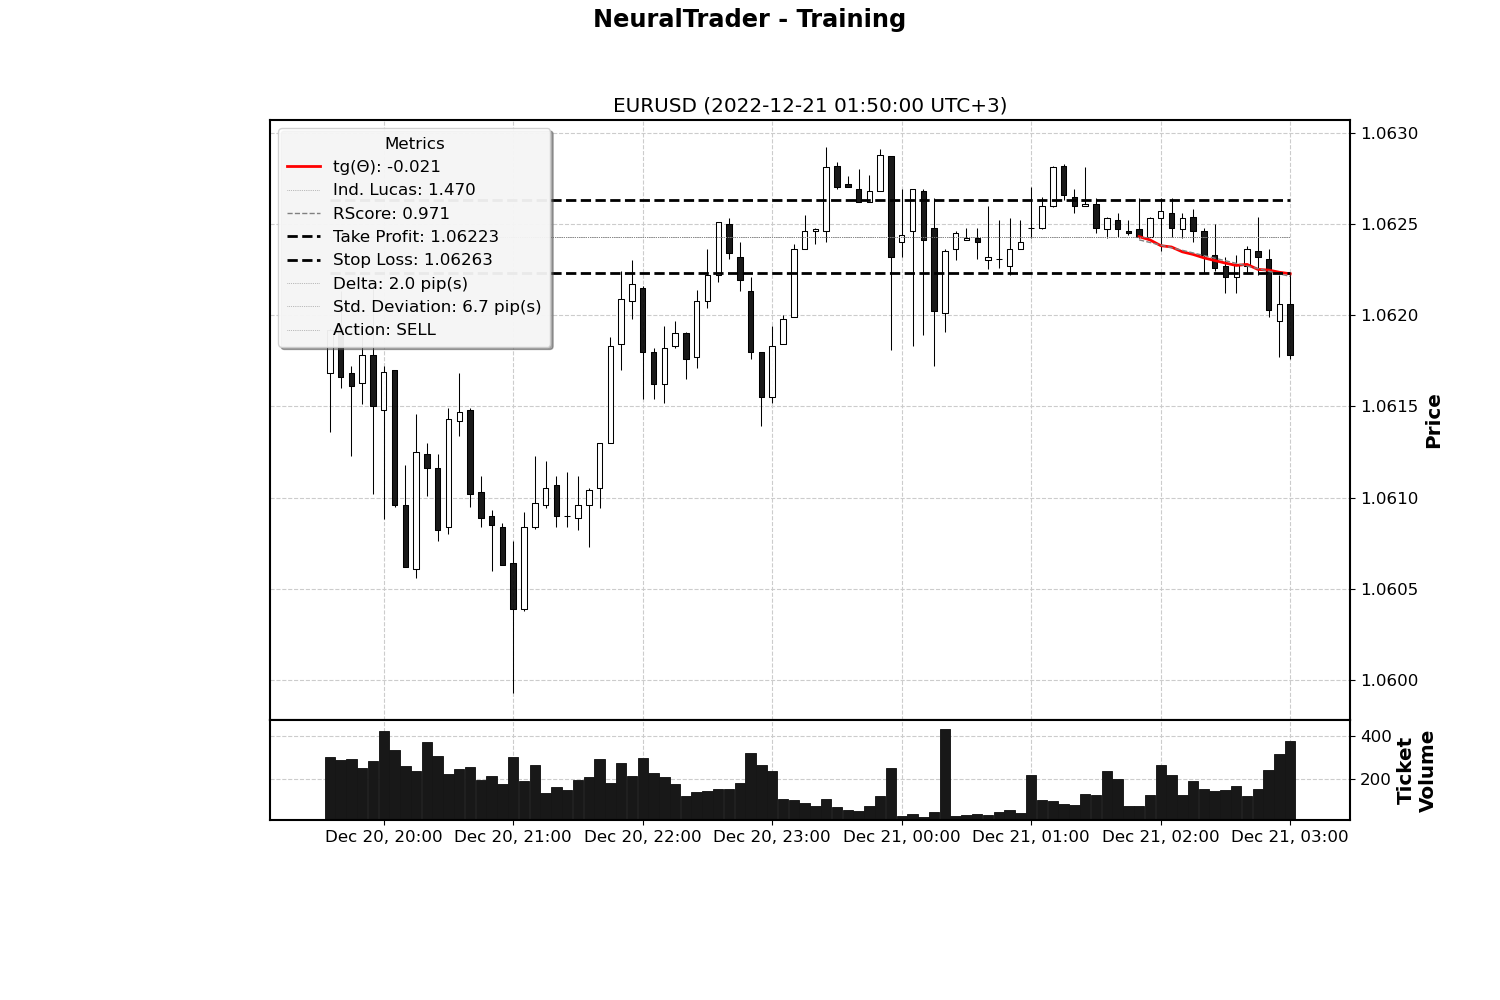 NeuralTrader - Training
EURUSD (2022-12-21 01:50:00 UTC+3)
Metrics
tg(Θ): -0.021
Ind. Lucas: 1.470
RScore: 0.971
Take Profit: 1.06223
Stop Loss: 1.06263
Delta: 2.0 pip(s)
Std. Deviation: 6.7 pip(s)
Action: SELL
1.0630
1.0625
1.0620
1.0615
1.0610
1.0605
1.0600
Price
400
200
Ticket
Volume
Dec 20, 20:00
Dec 20, 21:00
Dec 20, 22:00
Dec 20, 23:00
Dec 21, 00:00
Dec 21, 01:00
Dec 21, 02:00
Dec 21, 03:00